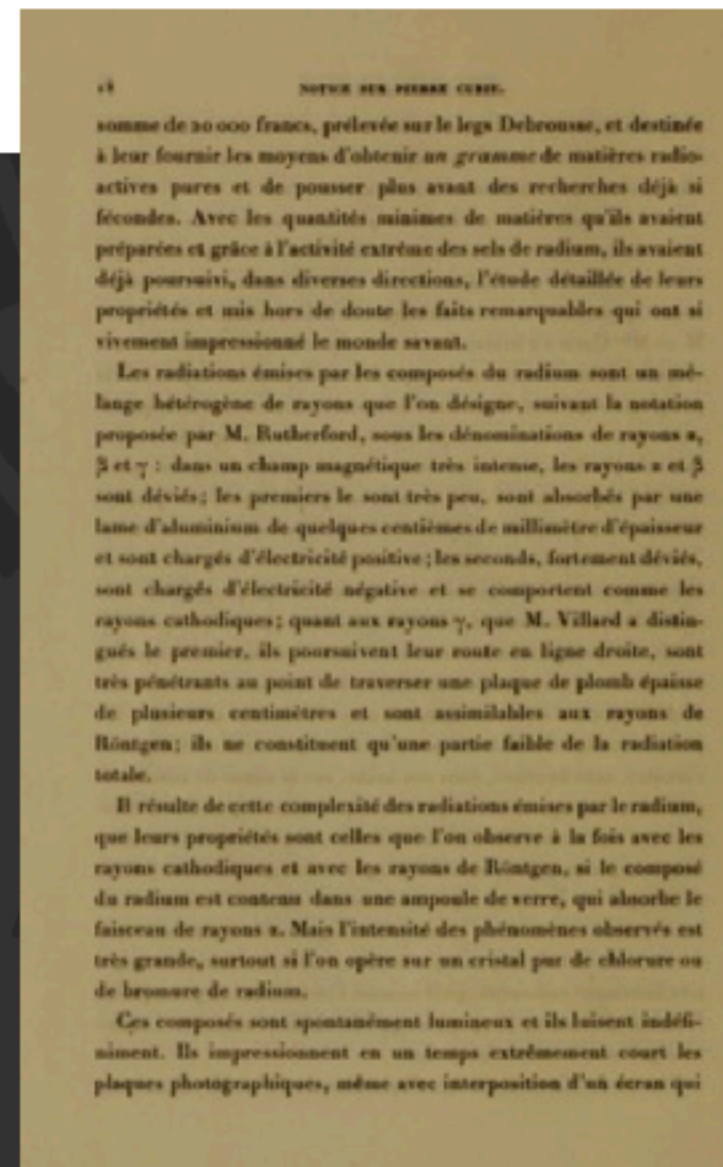 18 NOTICE SUR PIERRE CURIE.
somme de 20 000 francs, prélevée sur le legs Debrousse, et destinée
à leur fournir les moyens d'obtenir un gramme de matières radio-
actives pures et de pousser plus avant des recherches déjà si
fécondes. Avec les quantités minimes de matières qu'ils avaient
préparées et grâce à l'activité extrême des sels de radium, ils avaient
déjà poursuivi, dans diverses directions, l'étude détaillée de leurs
propriétés et mis hors de doute les faits remarquables qui ont si
vivement impressionné le monde savant.
Les radiations émises par les composés du radium sont un mé-
lange hétérogène de rayons que l'on désigne, suivant la notation
proposée par M. Rutherford, sous les dénominations de rayons α,
β et γ : dans un champ magnétique très intense, les rayons α et β
sont déviés; les premiers le sont très peu, sont absorbés par une
lame d'aluminium de quelques centièmes de millimètre d'épaisseur
et sont chargés d'électricité positive; les seconds, fortement déviés,
sont chargés d'électricité négative et se comportent comme les
rayons cathodiques; quant aux rayons γ, que M. Villard a distin-
gués le premier, ils poursuivent leur route en ligne droite, sont
très pénétrants au point de traverser une plaque de plomb épaisse
de plusieurs centimètres et sont assimilables aux rayons de
Röntgen; ils ne constituent qu'une partie faible de la radiation
totale.
Il résulte de cette complexité des radiations émises par le radium,
que leurs propriétés sont celles que l'on observe à la fois avec les
rayons cathodiques et avec les rayons de Röntgen, si le composé
du radium est contenu dans une ampoule de verre, qui absorbe le
faisceau de rayons α. Mais l'intensité des phénomènes observés est
très grande, surtout si l'on opère sur un cristal pur de chlorure ou
de bromure de radium.
Ces composés sont spontanément lumineux et ils luisent indéfi-
niment. Ils impressionnent en un temps extrêmement court les
plaques photographiques, même avec interposition d'un écran qui